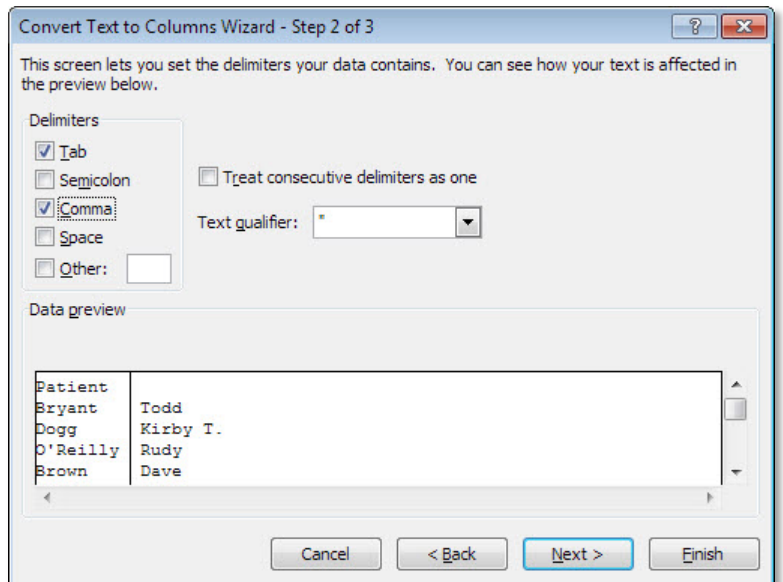 Convert Text to Columns Wizard - Step 2 of 3
This screen lets you set the delimiters your data contains. You can see how your text is affected in
the preview below.
Delimiters
Tab
Semicolon
Comma
Space
Other:
Treat consecutive delimiters as one
Text qualifier: "
Data preview
Patient
Bryant Todd
Dogg Kirby T.
O'Reilly Rudy
Brown Dave
Cancel < Back Next > Finish